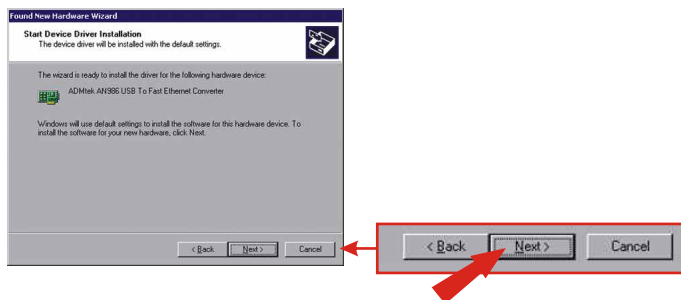 Found New Hardware Wizard
Start Device Driver Installation
The device driver will be installed with the default settings.
The wizard is ready to install the driver for the following hardware device:
ADMtek AN986 USB To Fast Ethernet Converter
Windows will use default settings to install the software for this hardware device. To
install the software for your new hardware, click Next.
< Back Next > Cancel
< Back Next > Cancel